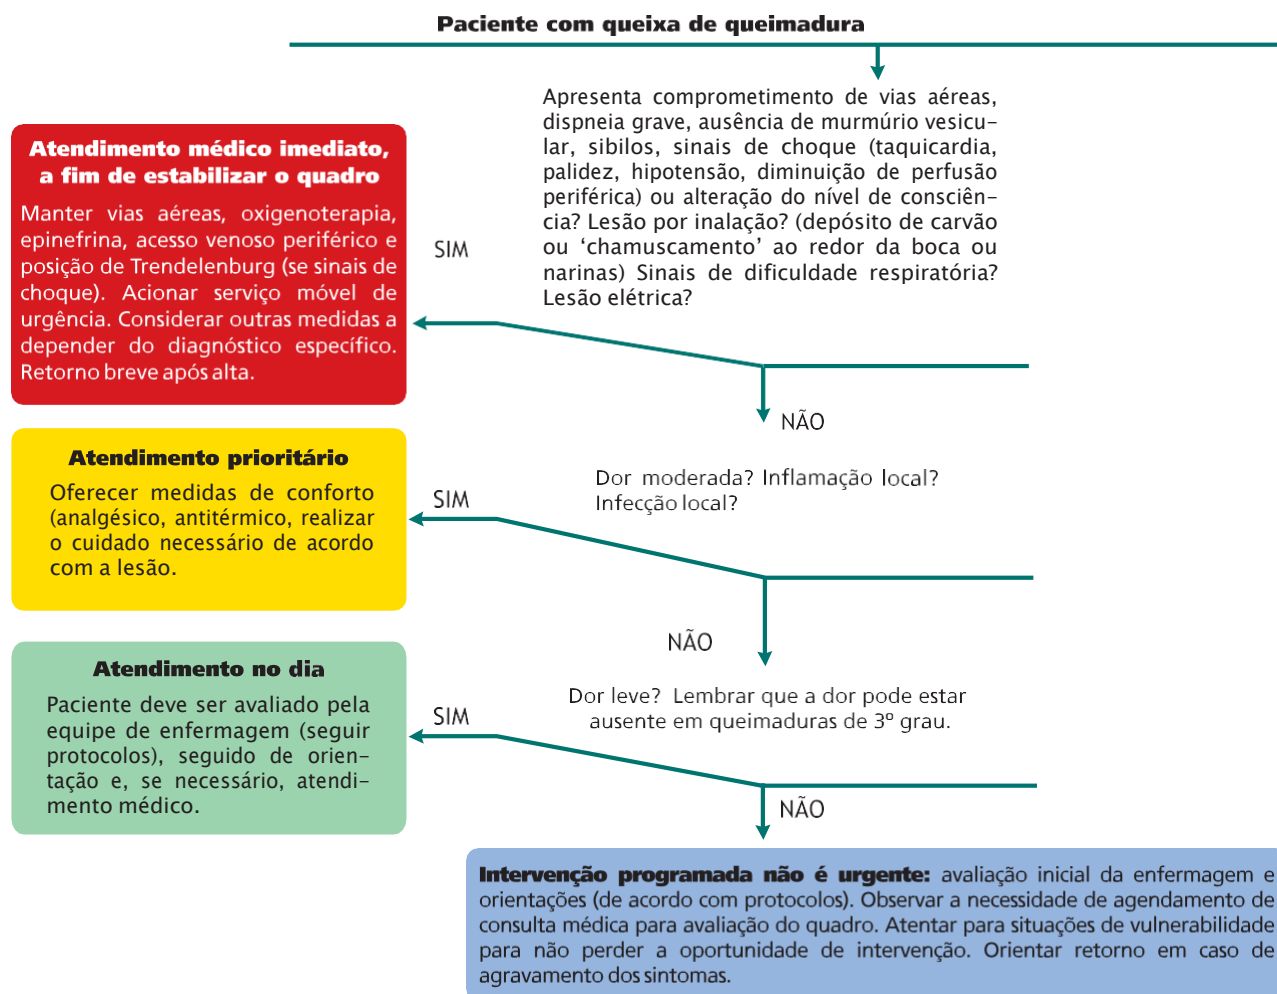 Paciente com queixa de queimadura
Apresenta comprometimento de vias aéreas,
dispneia grave, ausência de murmúrio vesicu-
lar, sibilos, sinais de choque (taquicardia,
palidez, hipotensão, diminuição de perfusão
periférica) ou alteração do nível de consciên-
cia? Lesão por inalação? (depósito de carvão
ou ‘chamuscamento’ ao redor da boca ou
narinas) Sinais de dificuldade respiratória?
Lesão elétrica?
SIM
Atendimento médico imediato,
a fim de estabilizar o quadro
Manter vias aéreas, oxigenoterapia,
epinefrina, acesso venoso periférico e
posição de Trendelenburg (se sinais de
choque). Acionar serviço móvel de
urgência. Considerar outras medidas a
depender do diagnóstico específico.
Retorno breve após alta.
NÃO
Dor moderada? Inflamação local?
Infecção local?
SIM
Atendimento prioritário
Oferecer medidas de conforto
(analgésico, antitérmico, realizar
o cuidado necessário de acordo
com a lesão.
NÃO
Dor leve? Lembrar que a dor pode estar
ausente em queimaduras de 3º grau.
SIM
Atendimento no dia
Paciente deve ser avaliado pela
equipe de enfermagem (seguir
protocolos), seguido de orien-
tação e, se necessário, atendi-
mento médico.
NÃO
Intervenção programada não é urgente: avaliação inicial da enfermagem e
orientações (de acordo com protocolos). Observar a necessidade de agendamento de
consulta médica para avaliação do quadro. Atentar para situações de vulnerabilidade
para não perder a oportunidade de intervenção. Orientar retorno em caso de
agravamento dos sintomas.